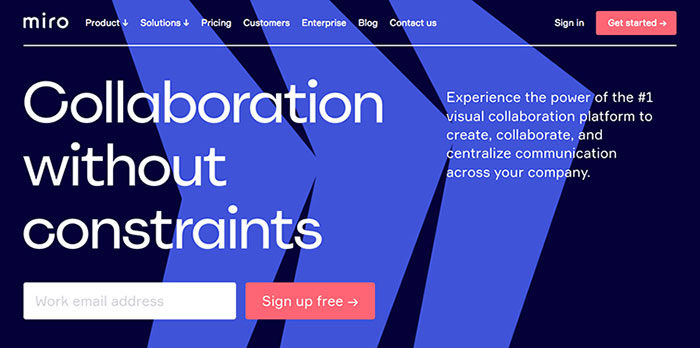 miro Product ↓ Solutions ↓ Pricing Customers Enterprise Blog Contact us Sign in Get started →
Collaboration
without
constraints
Experience the power of the #1
visual collaboration platform to
create, collaborate, and
centralize communication
across your company.
Work email address Sign up free →